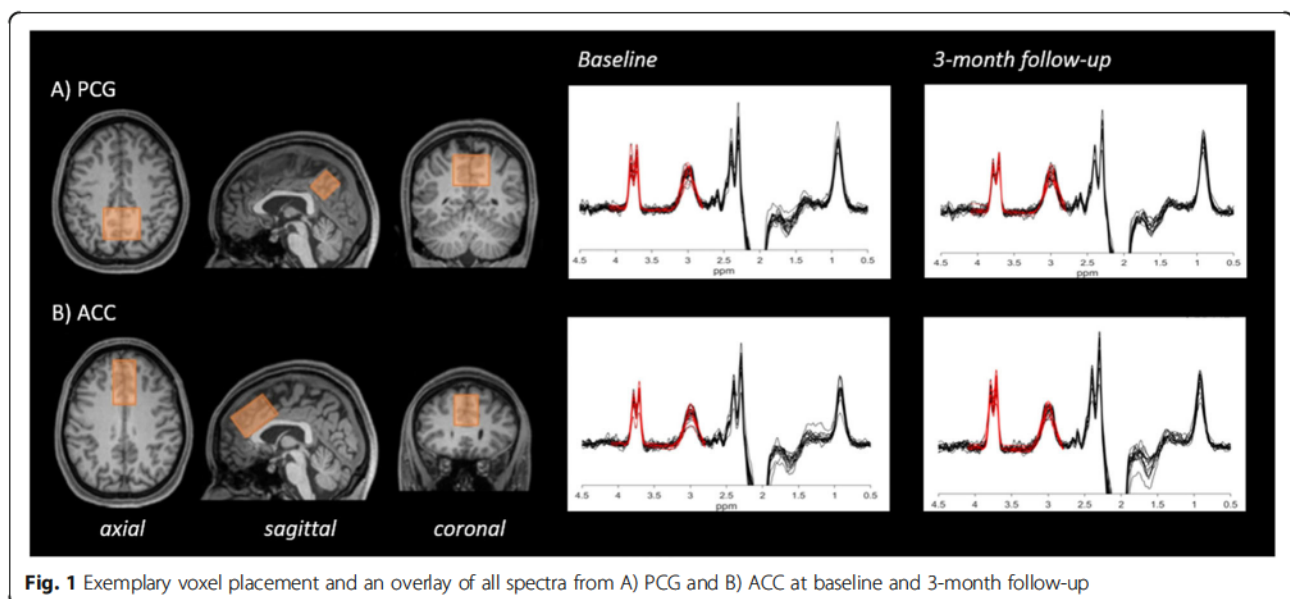 Baseline
3-month follow-up
A) PCG
4.5 4 3.5 3 2.5 2 1.5 1 0.5
ppm
4.5 4 3.5 3 2.5 2 1.5 1 0.5
ppm
B) ACC
4.5 4 3.5 3 2.5 2 1.5 1 0.5
ppm
4.5 4 3.5 3 2.5 2 1.5 1 0.5
ppm
axial
sagittal
coronal
Fig. 1 Exemplary voxel placement and an overlay of all spectra from A) PCG and B) ACC at baseline and 3-month follow-up